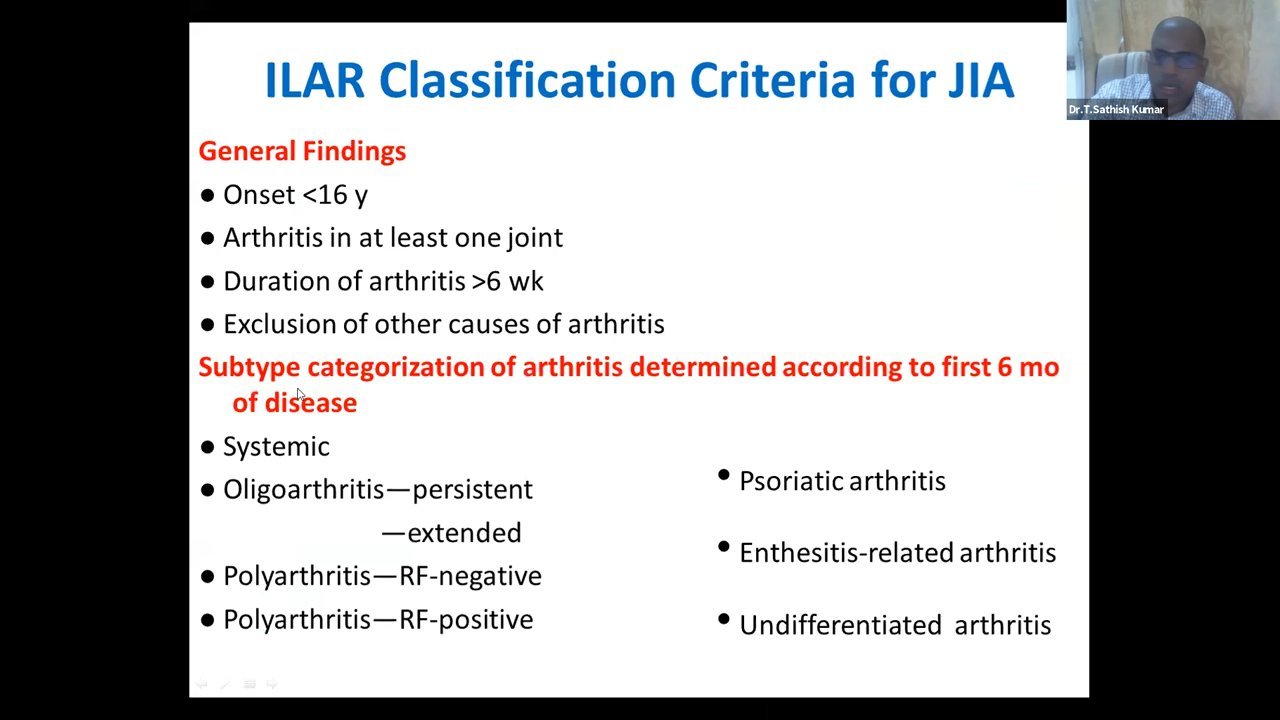 ILAR Classification Criteria for JIA
Dr.T.Sathish Kumar
General Findings
● Onset <16 y
● Arthritis in at least one joint
● Duration of arthritis >6 wk
● Exclusion of other causes of arthritis
Subtype categorization of arthritis determined according to first 6 mo
of disease
● Systemic
● Oligoarthritis—persistent
—extended
● Polyarthritis—RF-negative
● Polyarthritis—RF-positive
• Psoriatic arthritis
• Enthesitis-related arthritis
• Undifferentiated arthritis